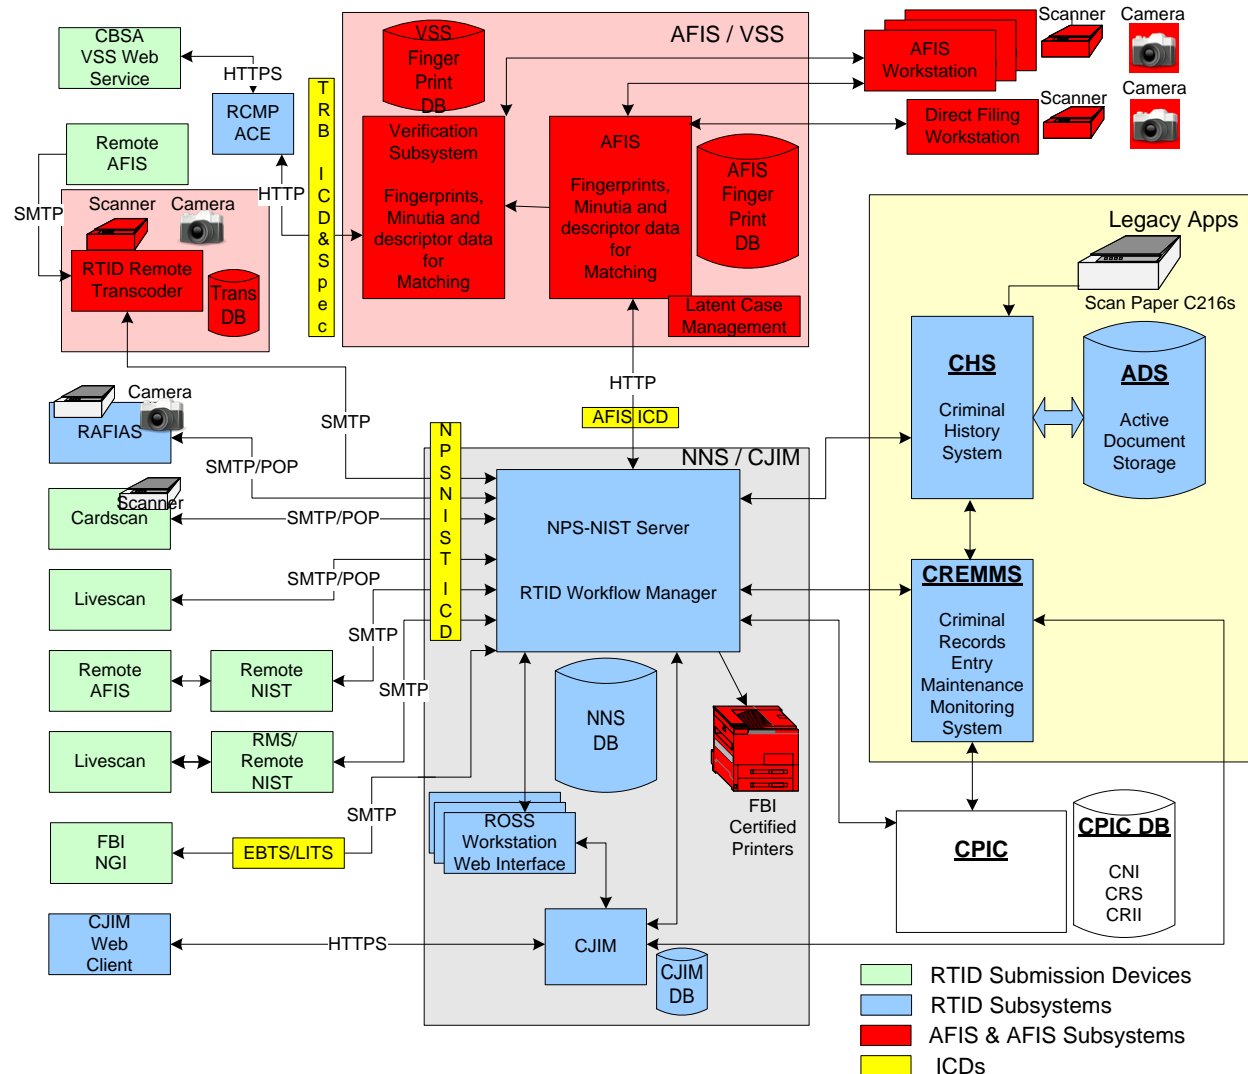 CBSA
VSS Web
Service
HTTPS
RCMP
ACE
Remote
AFIS
SMTP
HTTP
Scanner
Camera
RTID Remote
Transcoder
Trans
DB
TRB ICD&Spec
AFIS / VSS
VSS
Finger
Print
DB
Verification
Subsystem
Fingerprints,
Minutia and
descriptor data
for
Matching
AFIS
Fingerprints,
Minutia and
descriptor data
for
Matching
AFIS
Finger
Print
DB
Latent Case
Management
AFIS
Workstation
Scanner
Camera
Direct Filing
Workstation
Scanner
Camera
HTTP
AFIS ICD
Legacy Apps
Scan Paper C216s
CHS
Criminal
History
System
ADS
Active
Document
Storage
CREMMS
Criminal
Records
Entry
Maintenance
Monitoring
System
CPIC
CPIC DB
CNI
CRS
CRII
Camera
RAFIAS
SMTP
SMTP/POP
Scanner
Cardscan
SMTP/POP
Livescan
SMTP/POP
Remote
AFIS
Remote
NIST
SMTP
Livescan
RMS/
Remote
NIST
SMTP
FBI
NGI
EBTS/LITS
SMTP
CJIM
Web
Client
HTTPS
NPSNIST ICD
NNS / CJIM
NPS-NIST Server
RTID Workflow Manager
NNS
DB
FBI
Certified
Printers
ROSS
Workstation
Web Interface
CJIM
CJIM
DB
RTID Submission Devices
RTID Subsystems
AFIS & AFIS Subsystems
ICDs